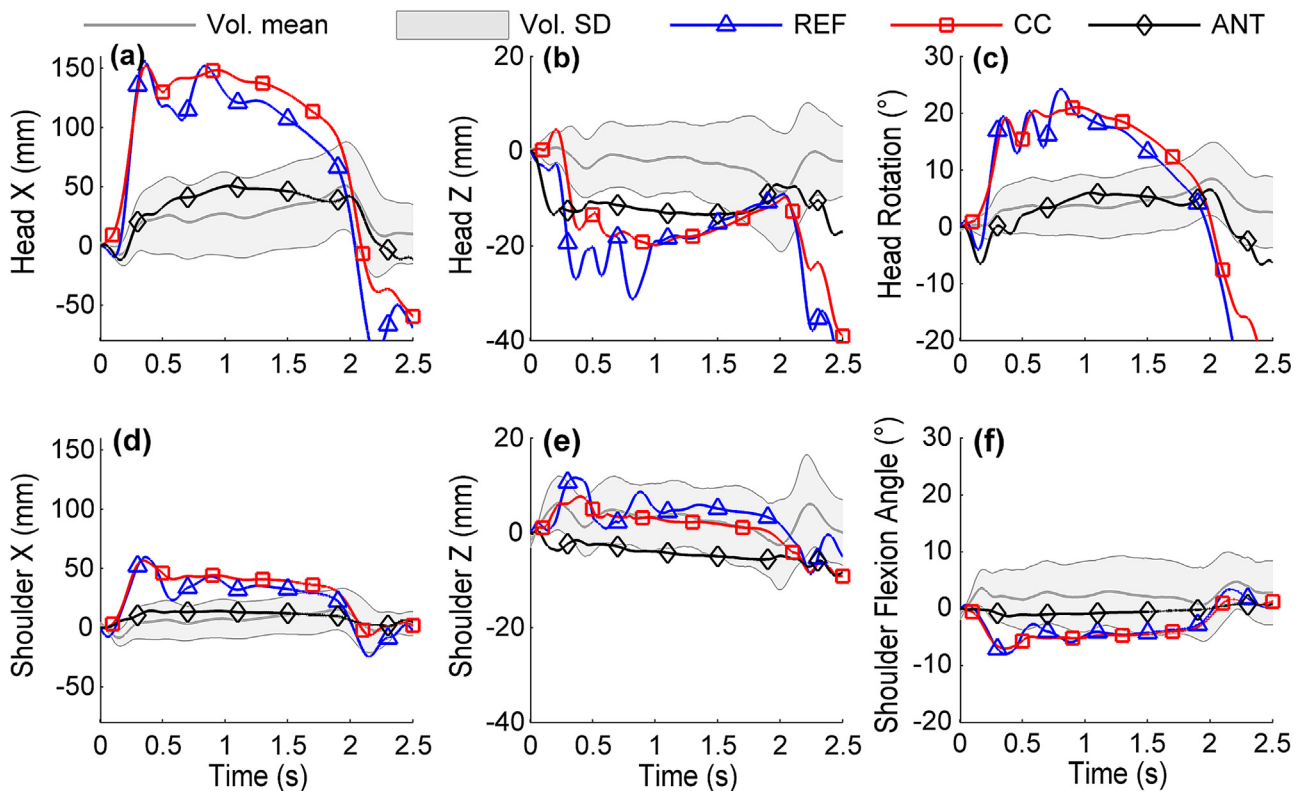 Vol. mean Vol. SD REF CC ANT
(a) (b) (c)
Head X (mm)
150
100
50
0
-50
0 0.5 1 1.5 2 2.5
Head Z (mm)
20
0
-20
-40
0 0.5 1 1.5 2 2.5
Head Rotation (°)
30
20
10
0
-10
-20
0 0.5 1 1.5 2 2.5
(d) (e) (f)
Shoulder X (mm)
150
100
50
0
-50
0 0.5 1 1.5 2 2.5
Time (s)
Shoulder Z (mm)
20
0
-20
-40
0 0.5 1 1.5 2 2.5
Time (s)
Shoulder Flexion Angle (°)
30
20
10
0
-10
-20
0 0.5 1 1.5 2 2.5
Time (s)